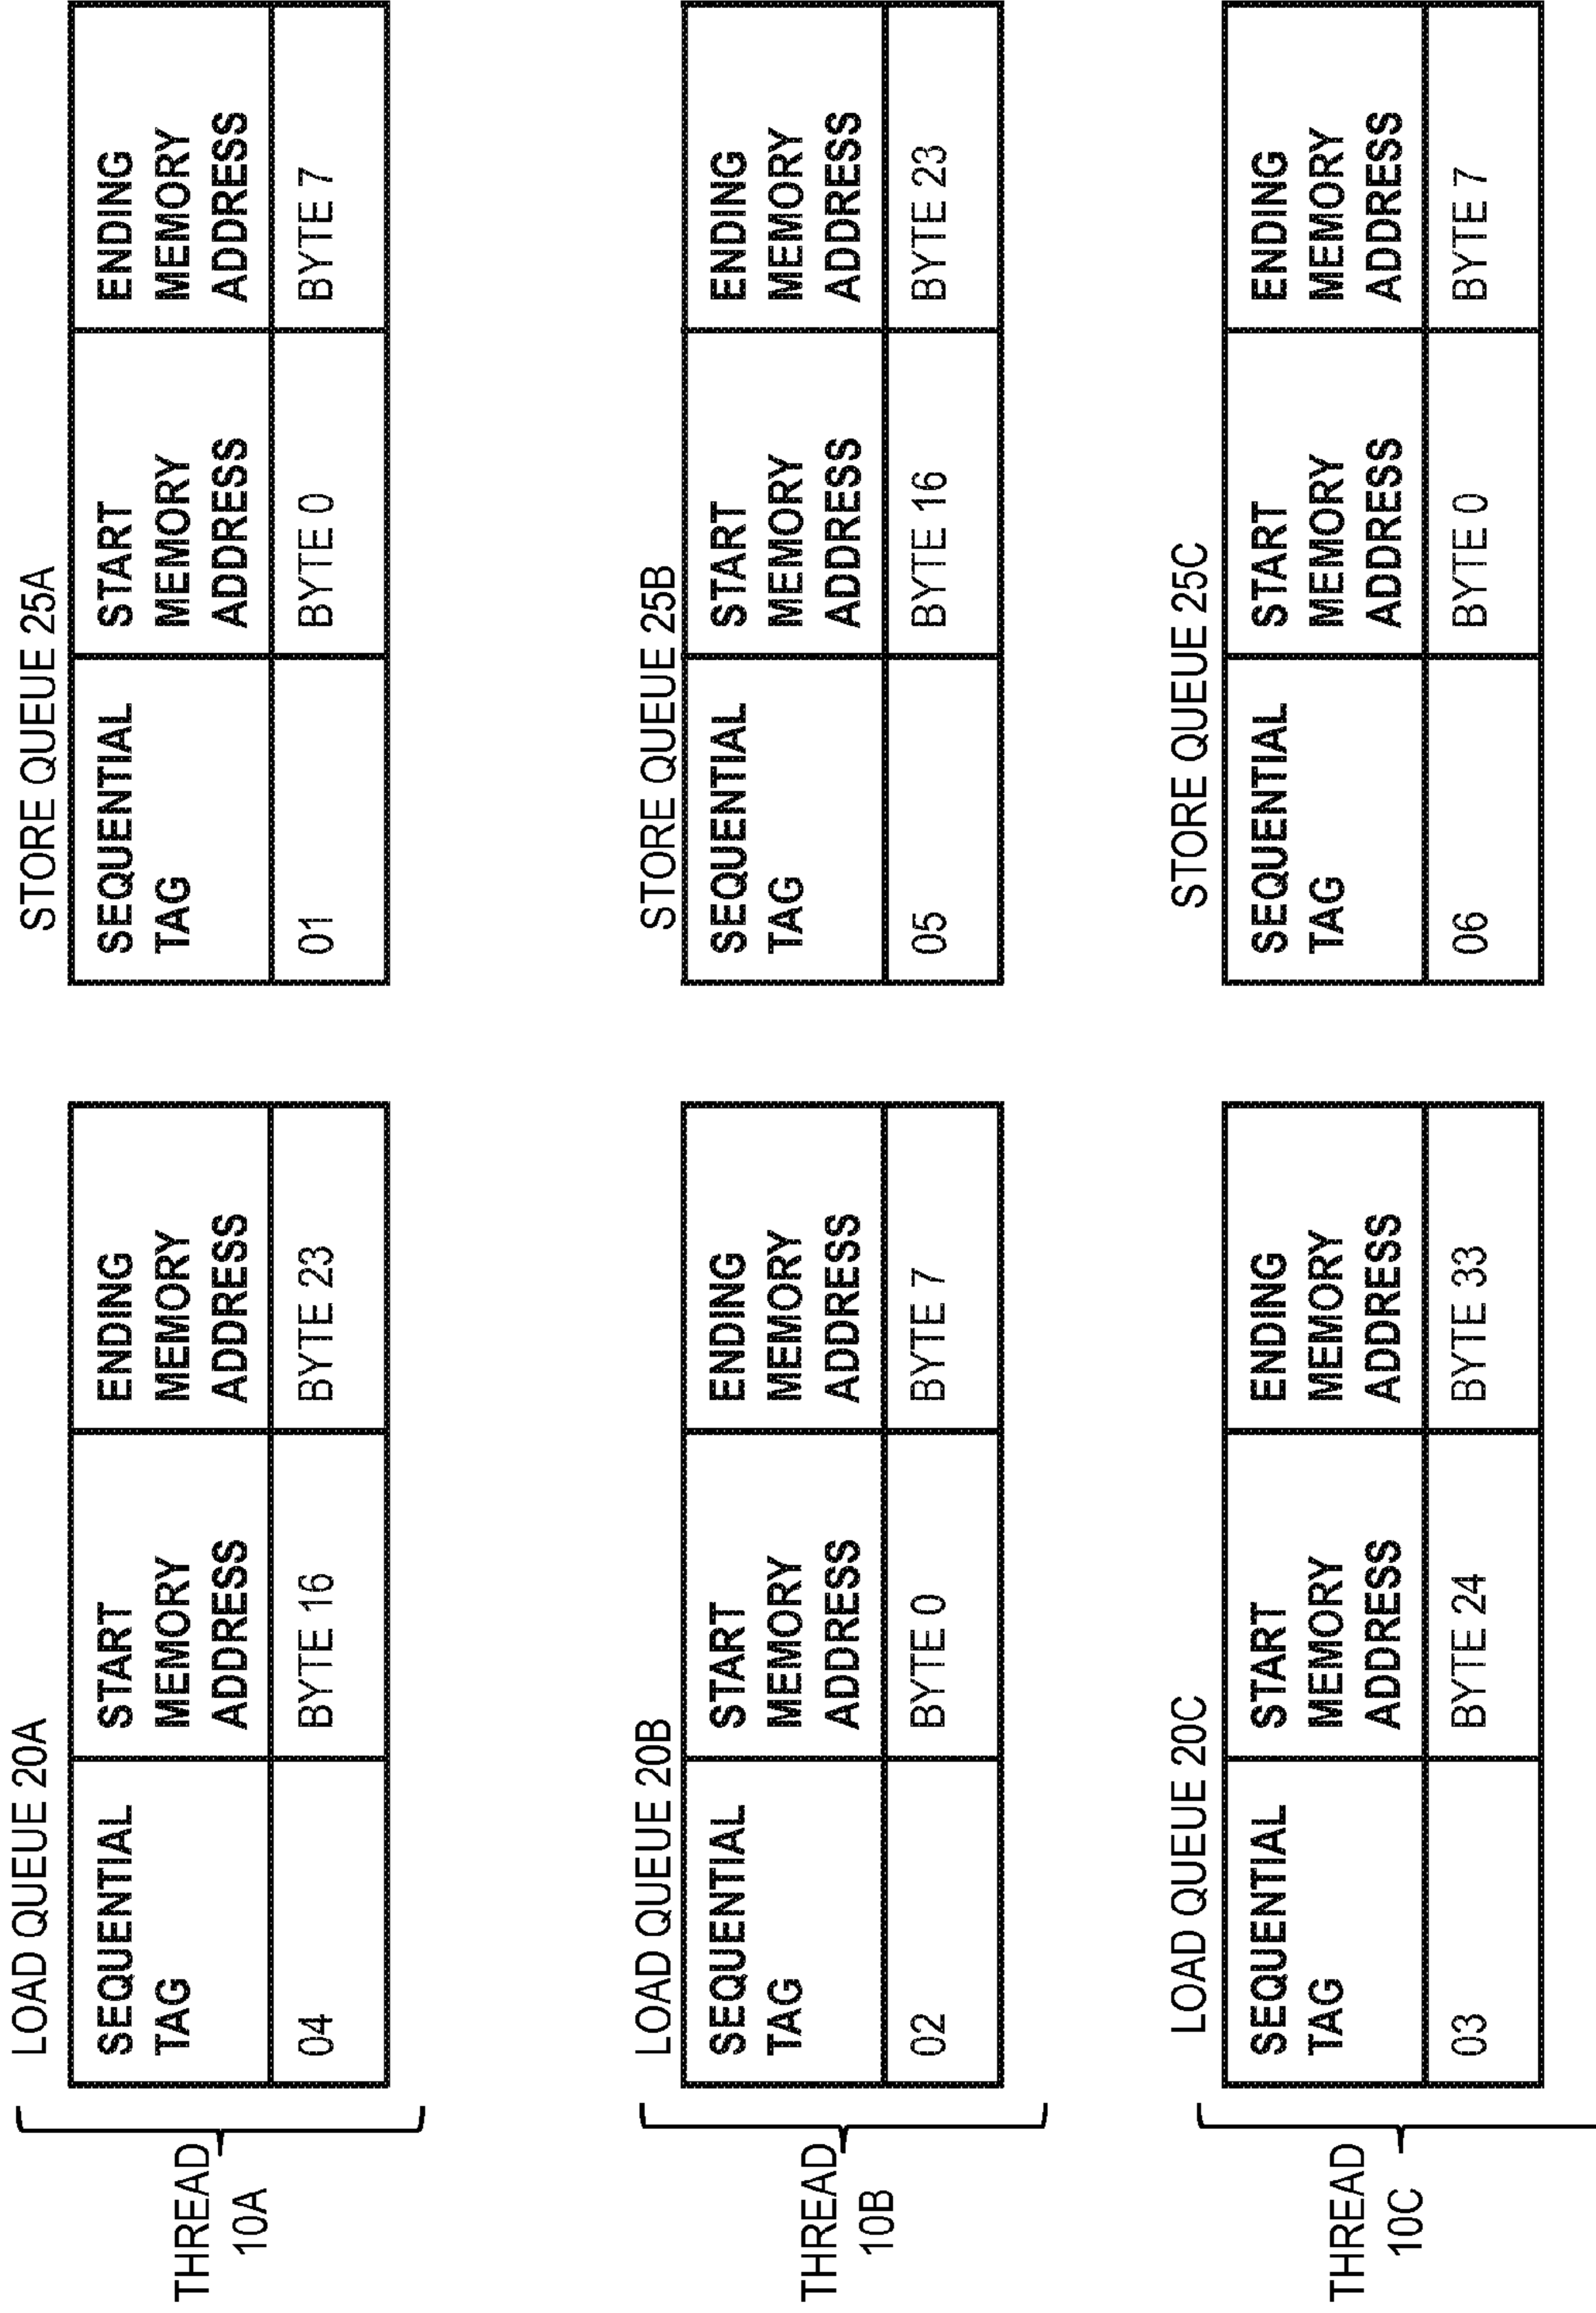 LOAD QUEUE 20A
STORE QUEUE 25A
THREAD
10A
SEQUENTIAL
TAG
START
MEMORY
ADDRESS
ENDING
MEMORY
ADDRESS
04
BYTE 16
BYTE 23
SEQUENTIAL
TAG
START
MEMORY
ADDRESS
ENDING
MEMORY
ADDRESS
01
BYTE 0
BYTE 7
LOAD QUEUE 20B
STORE QUEUE 25B
THREAD
10B
SEQUENTIAL
TAG
START
MEMORY
ADDRESS
ENDING
MEMORY
ADDRESS
02
BYTE 0
BYTE 7
SEQUENTIAL
TAG
START
MEMORY
ADDRESS
ENDING
MEMORY
ADDRESS
05
BYTE 16
BYTE 23
LOAD QUEUE 20C
STORE QUEUE 25C
THREAD
10C
SEQUENTIAL
TAG
START
MEMORY
ADDRESS
ENDING
MEMORY
ADDRESS
03
BYTE 24
BYTE 33
SEQUENTIAL
TAG
START
MEMORY
ADDRESS
ENDING
MEMORY
ADDRESS
06
BYTE 0
BYTE 7